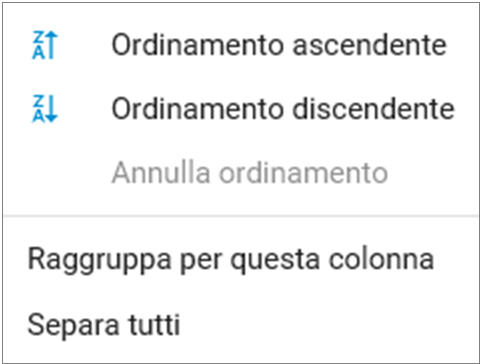 Ordinamento ascendente
Ordinamento discendente
Annulla ordinamento
Raggruppa per questa colonna
Separa tutti